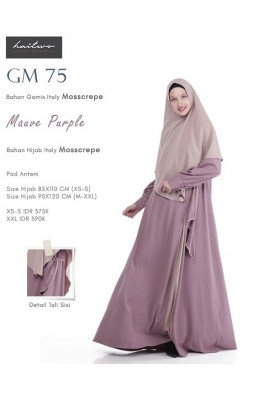 haitwo
GM 75
Bahan Gamis Italy Mosscrepe
Mauve Purple
Bahan Hijab Italy Mosscrepe
Pad Antem
Size Hijab 85X110 CM (XS-S)
Size Hijab 95X120 CM (M-XXL)
XS-S IDR 375K
XXL IDR 390K
Detail Tali Sisi